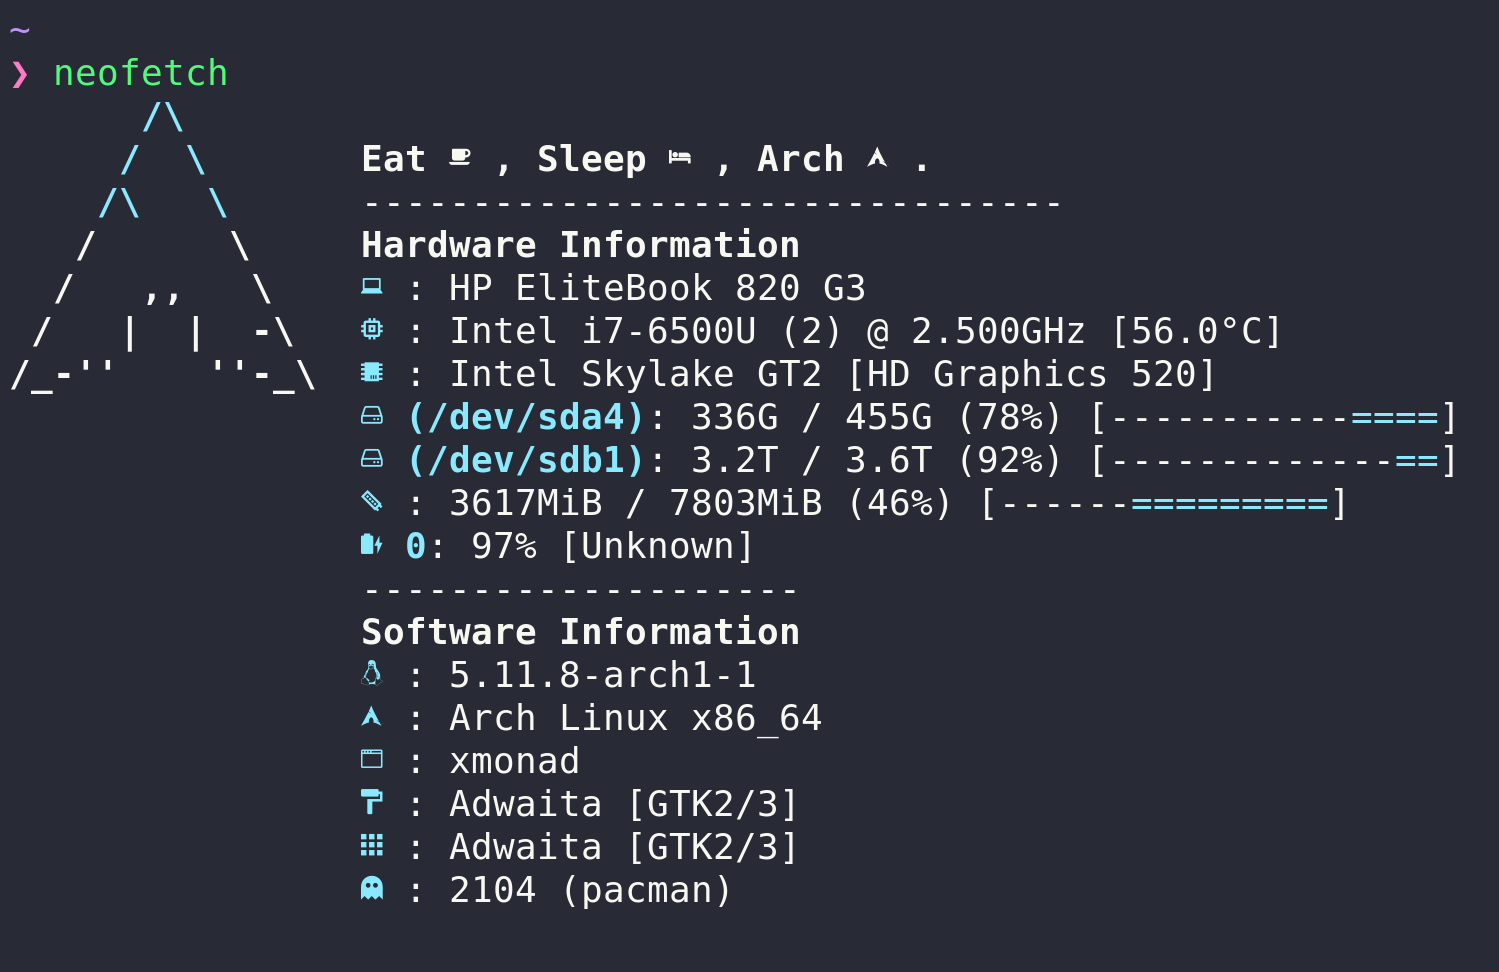 ~
❯ neofetch
Eat , Sleep , Arch .
--------------------------------
Hardware Information
: HP EliteBook 820 G3
: Intel i7-6500U (2) @ 2.500GHz [56.0°C]
: Intel Skylake GT2 [HD Graphics 520]
(/dev/sda4): 336G / 455G (78%) [-----------====]
(/dev/sdb1): 3.2T / 3.6T (92%) [-------------==]
: 3617MiB / 7803MiB (46%) [------=========]
0: 97% [Unknown]
--------------------
Software Information
: 5.11.8-arch1-1
: Arch Linux x86_64
: xmonad
: Adwaita [GTK2/3]
: Adwaita [GTK2/3]
: 2104 (pacman)